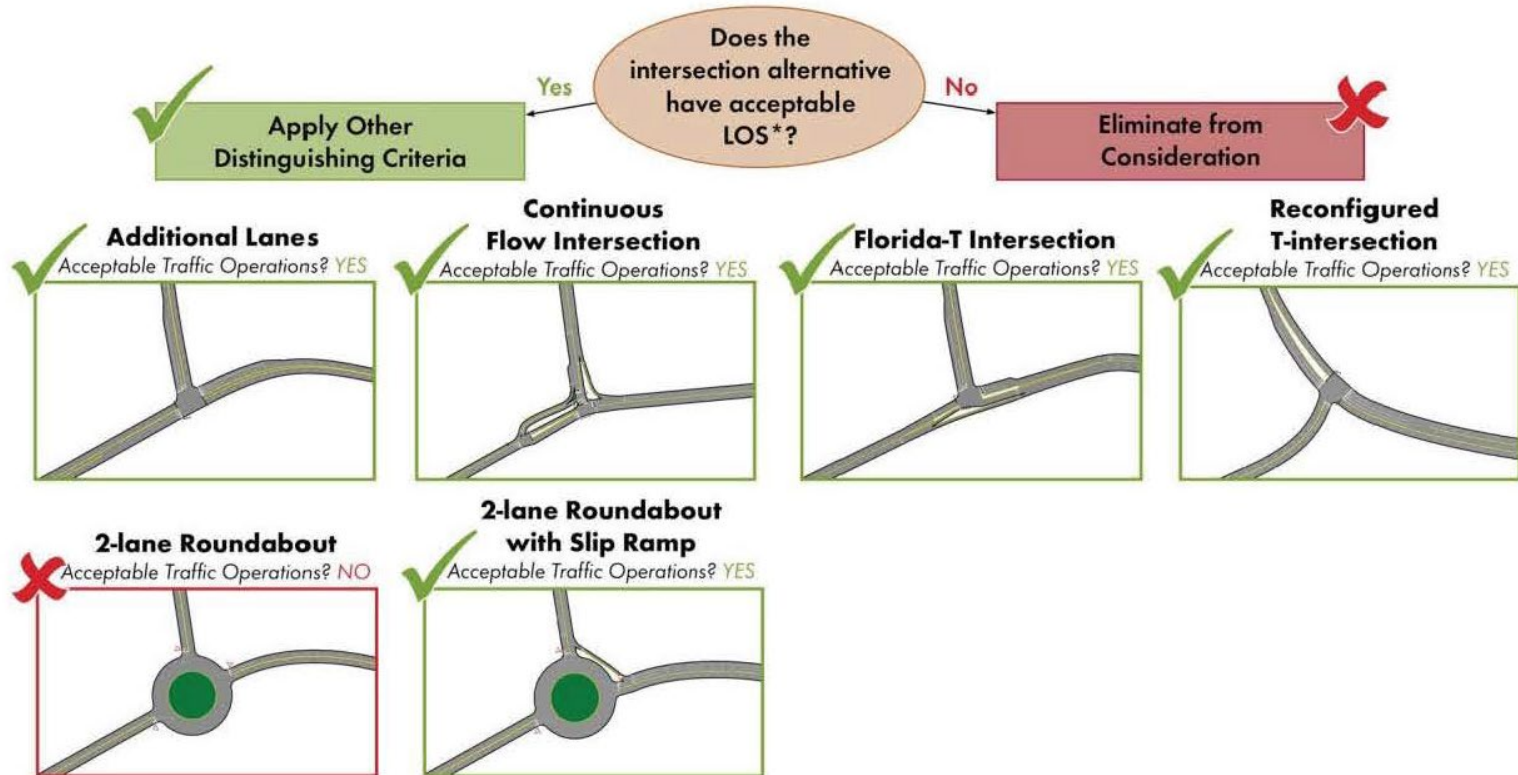 Does the
intersection alternative
have acceptable
LOS*?
Yes
No
Apply Other
Distinguishing Criteria
Eliminate from
Consideration
Additional Lanes
Acceptable Traffic Operations? YES
Continuous
Flow Intersection
Acceptable Traffic Operations? YES
Florida-T Intersection
Acceptable Traffic Operations? YES
Reconfigured
T-intersection
Acceptable Traffic Operations? YES
2-lane Roundabout
Acceptable Traffic Operations? NO
2-lane Roundabout
with Slip Ramp
Acceptable Traffic Operations? YES